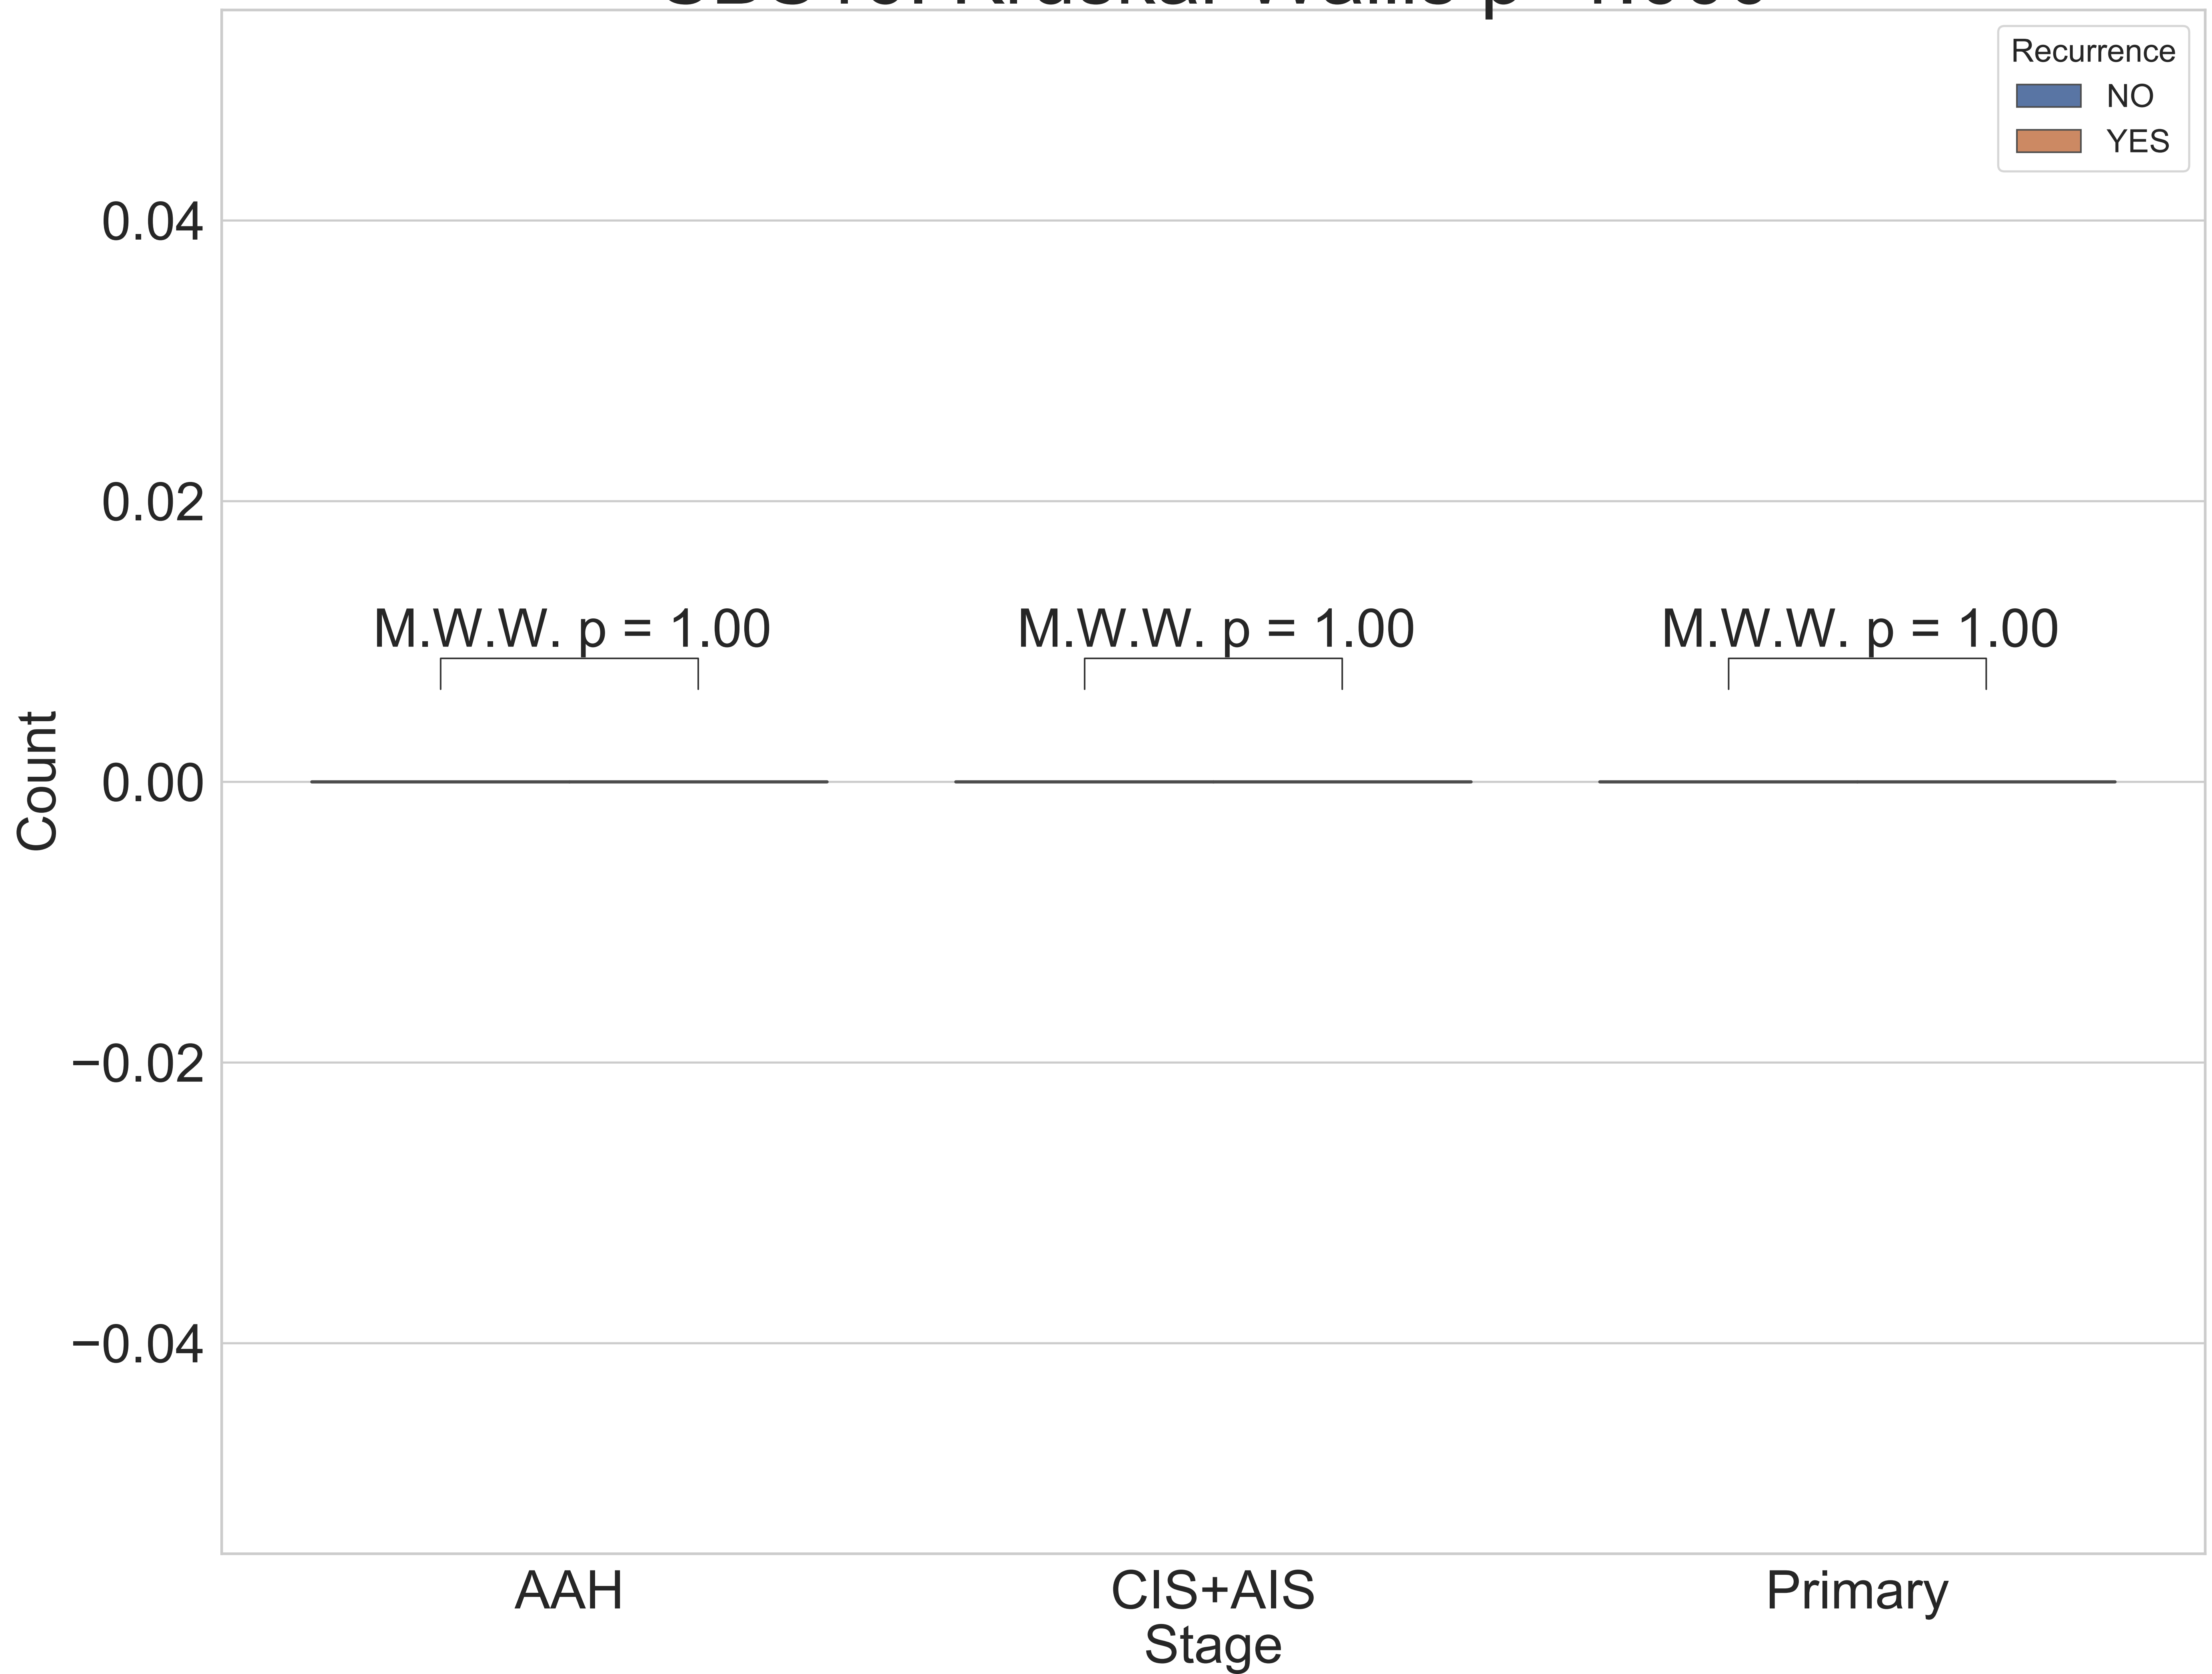 Recurrence
NO
YES
0.04
0.02
M.W.W. p = 1.00 M.W.W. p = 1.00 M.W.W. p = 1.00
0.00
Count
−0.02
−0.04
AAH CIS+AIS Primary
Stage